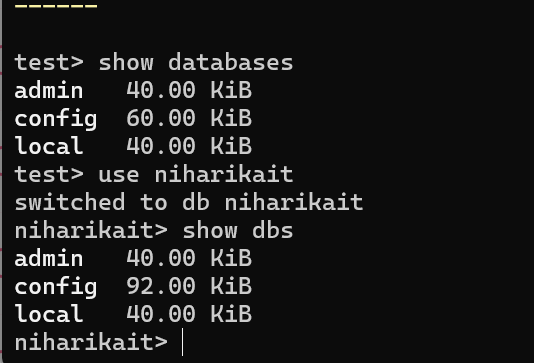 ------
test> show databases
admin   40.00 KiB
config  60.00 KiB
local   40.00 KiB
test> use niharikait
switched to db niharikait
niharikait> show dbs
admin   40.00 KiB
config  92.00 KiB
local   40.00 KiB
niharikait>